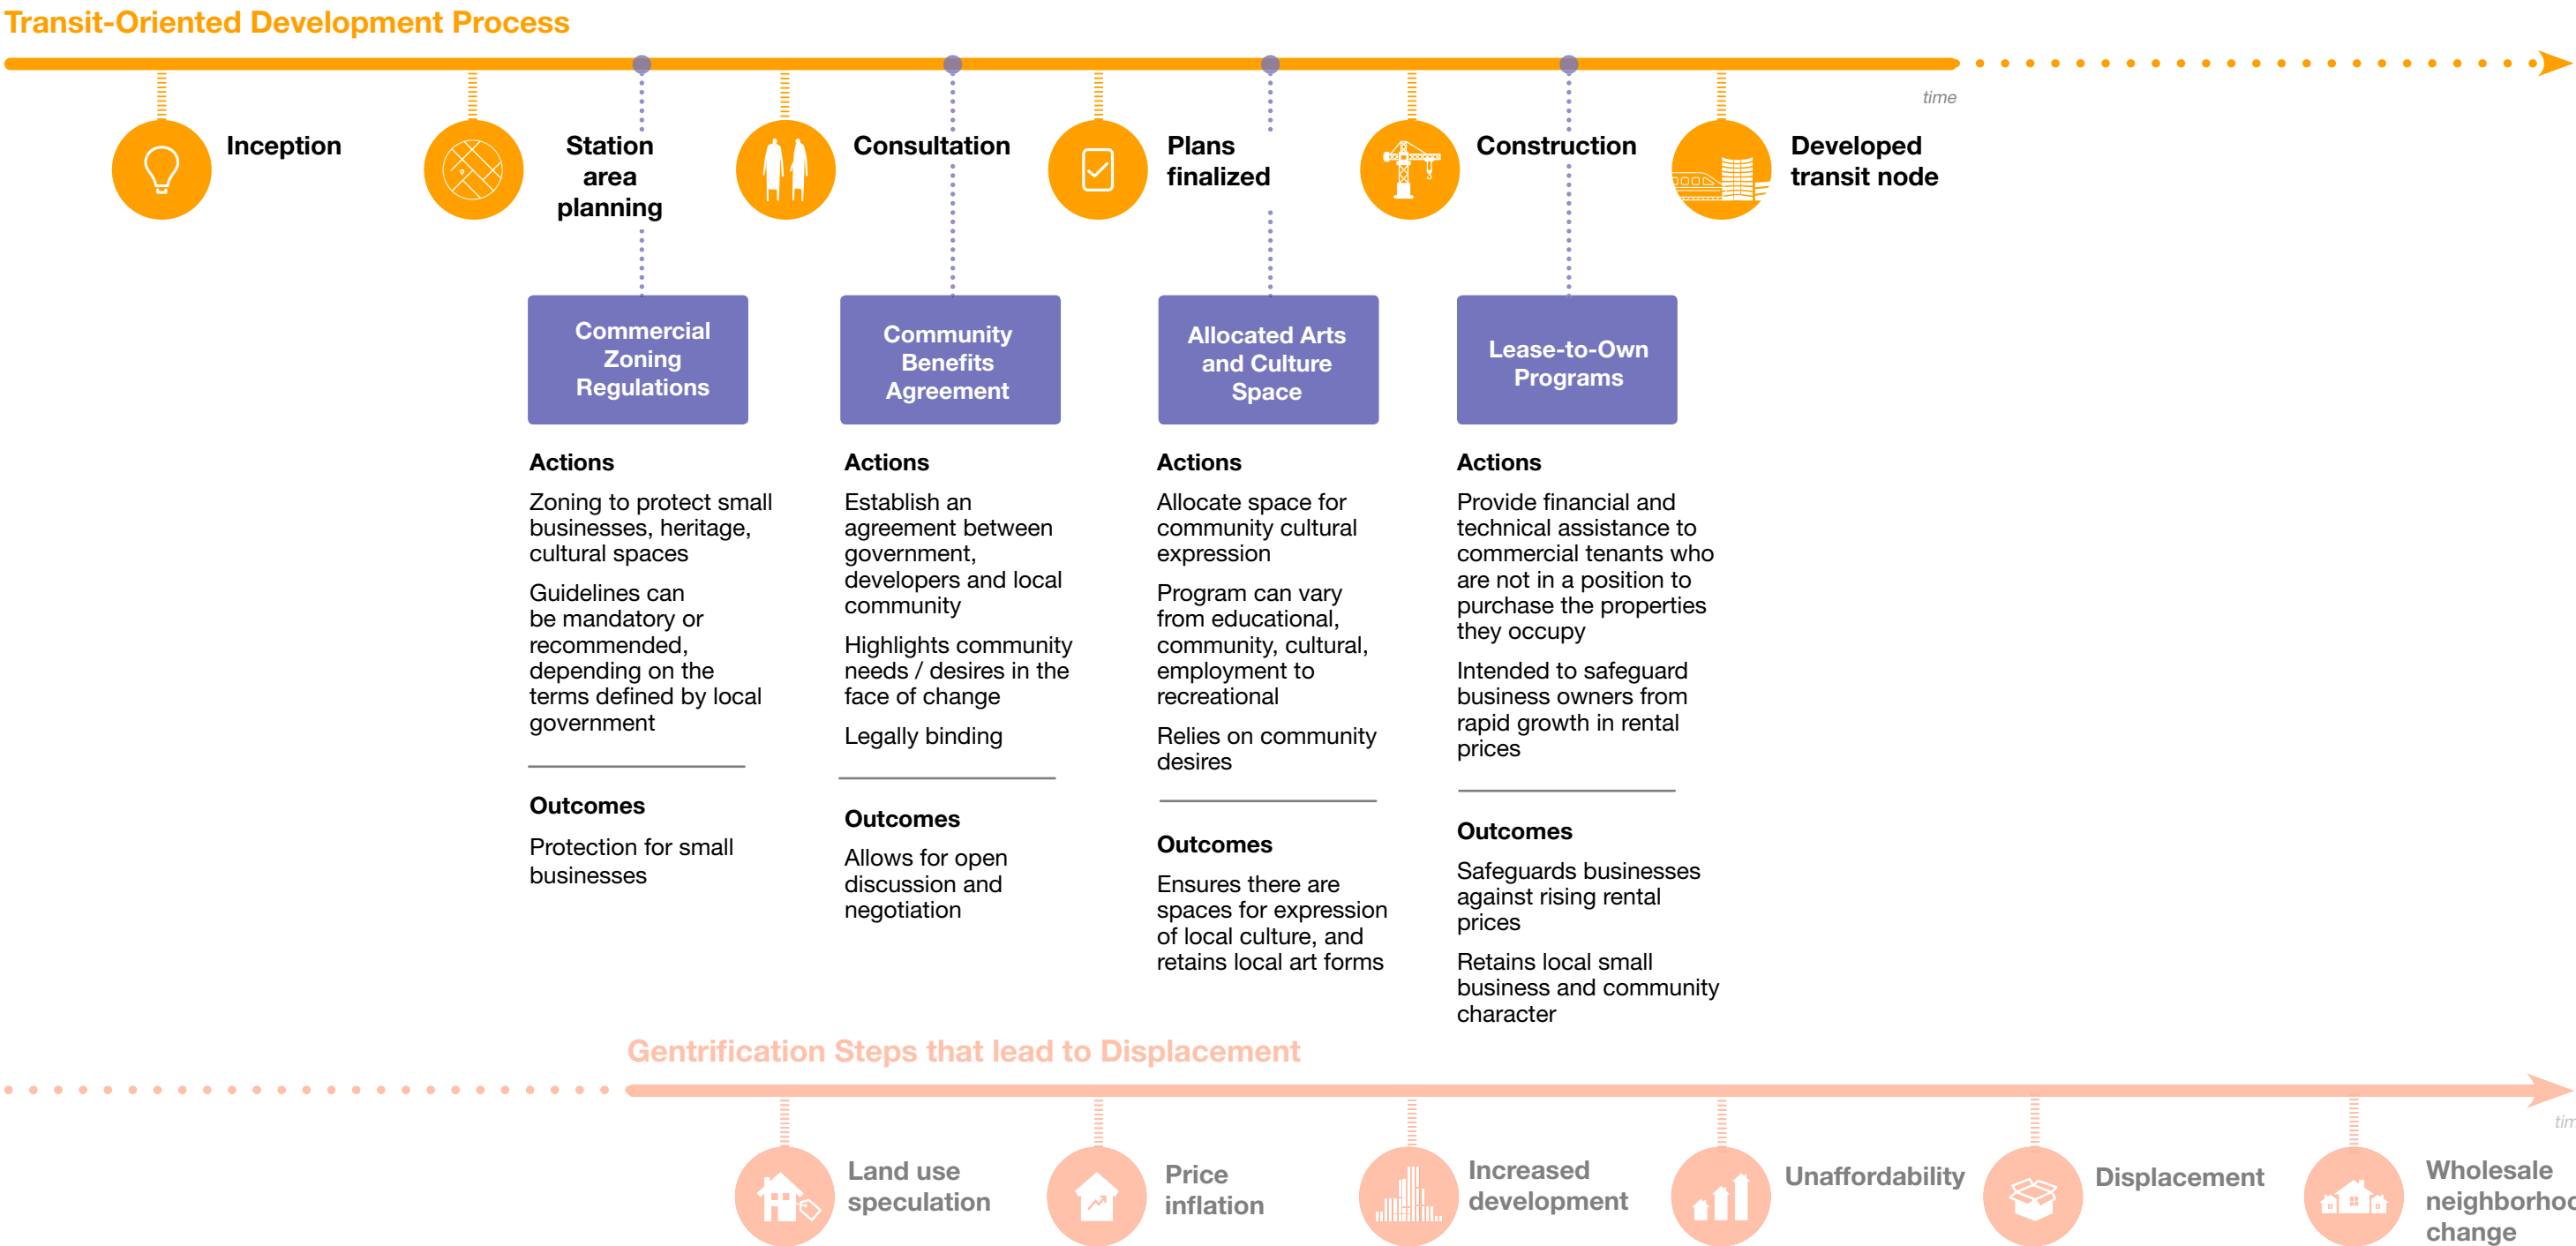 Transit-Oriented Development Process
time
Inception
Station
area
planning
Consultation
Plans
finalized
Construction
Developed
transit node
Commercial
Zoning
Regulations
Actions
Zoning to protect small
businesses, heritage,
cultural spaces
Guidelines can
be mandatory or
recommended,
depending on the
terms defined by local
government
Outcomes
Protection for small
businesses
Community
Benefits
Agreement
Actions
Establish an
agreement between
government,
developers and local
community
Highlights community
needs / desires in the
face of change
Legally binding
Outcomes
Allows for open
discussion and
negotiation
Allocated Arts
and Culture
Space
Actions
Allocate space for
community cultural
expression
Program can vary
from educational,
community, cultural,
employment to
recreational
Relies on community
desires
Outcomes
Ensures there are
spaces for expression
of local culture, and
retains local art forms
Lease-to-Own
Programs
Actions
Provide financial and
technical assistance to
commercial tenants who
are not in a position to
purchase the properties
they occupy
Intended to safeguard
business owners from
rapid growth in rental
prices
Outcomes
Safeguards businesses
against rising rental
prices
Retains local small
business and community
character
Gentrification Steps that lead to Displacement
tim
Land use
speculation
Price
inflation
Increased
development
Unaffordability
Displacement
Wholesale
neighborhoo
change